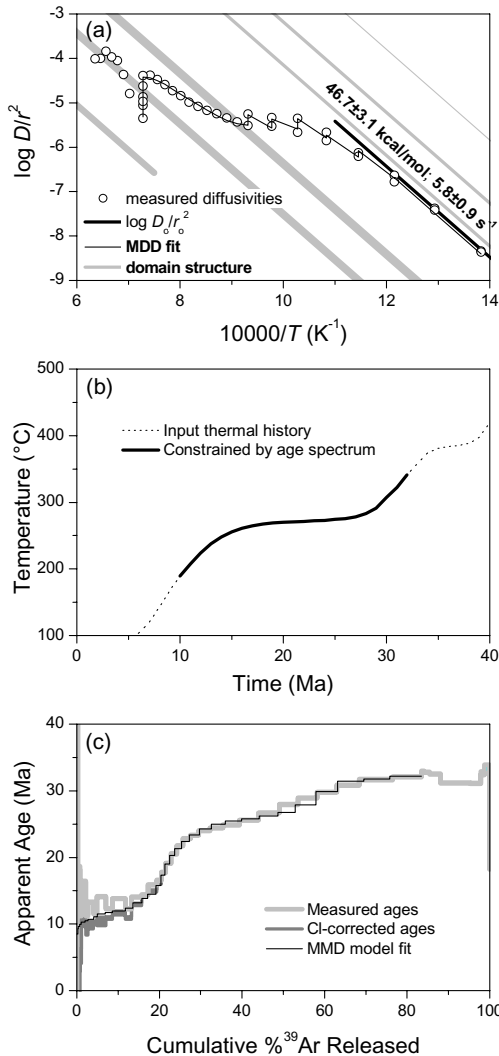 (a)
-3
-4
-5
-6
-7
-8
-9
log D/r²
46.7±3.1 kcal/mol; 5.8±0.9 s⁻¹
measured diffusivities
log Dₒ/rₒ²
MDD fit
domain structure
6 8 10 12 14
10000/T (K⁻¹)
(b)
500
400
300
200
100
Temperature (°C)
Input thermal history
Constrained by age spectrum
0 10 20 30 40
Time (Ma)
(c)
40
30
20
10
0
Apparent Age (Ma)
Measured ages
Cl-corrected ages
MMD model fit
0 20 40 60 80 100
Cumulative %³⁹Ar Released